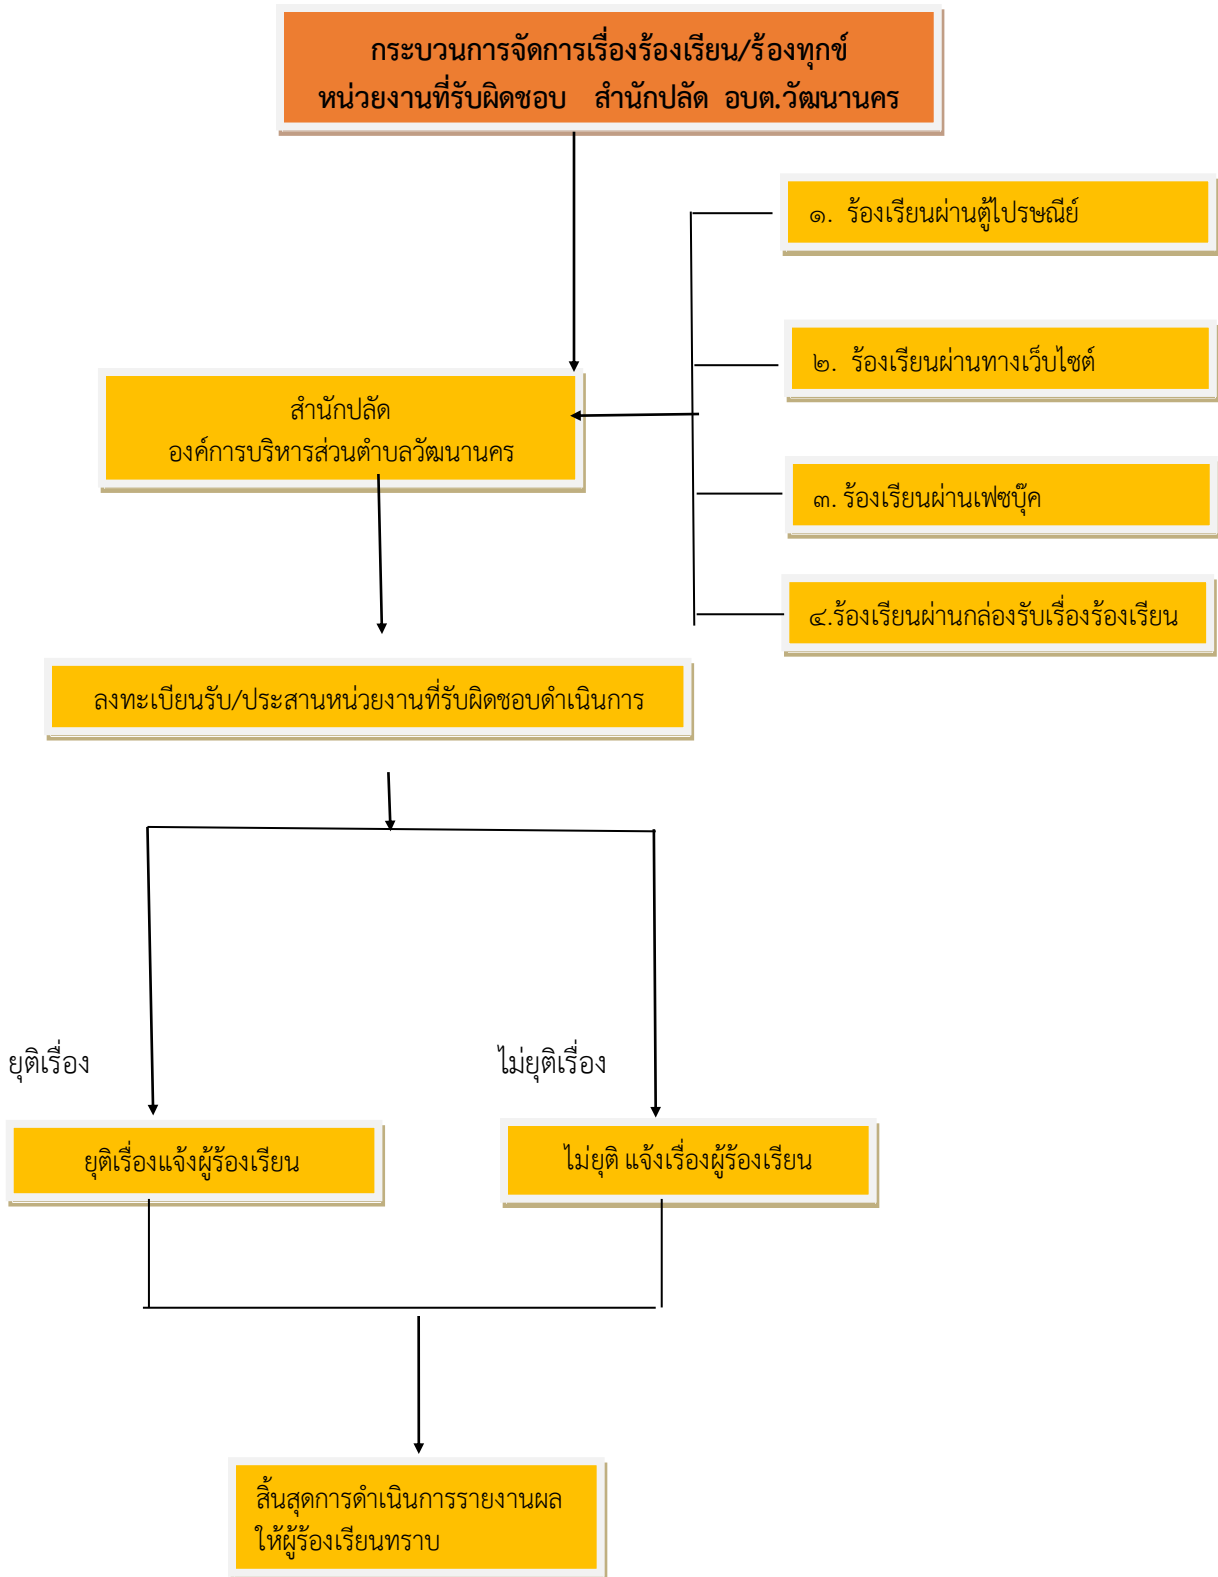 กระบวนการจัดการเรื่องร้องเรียน/ร้องทุกข์
หน่วยงานที่รับผิดชอบ สำนักปลัด อบต.วัฒนานคร
๑. ร้องเรียนผ่านตู้ไปรษณีย์
๒. ร้องเรียนผ่านทางเว็บไซต์
สำนักปลัด
องค์การบริหารส่วนตำบลวัฒนานคร
๓. ร้องเรียนผ่านเฟซบุ๊ค
๔.ร้องเรียนผ่านกล่องรับเรื่องร้องเรียน
ลงทะเบียนรับ/ประสานหน่วยงานที่รับผิดชอบดำเนินการ
ยุติเรื่อง
ไม่ยุติเรื่อง
ยุติเรื่องแจ้งผู้ร้องเรียน
ไม่ยุติ แจ้งเรื่องผู้ร้องเรียน
สิ้นสุดการดำเนินการรายงานผล
ให้ผู้ร้องเรียนทราบ